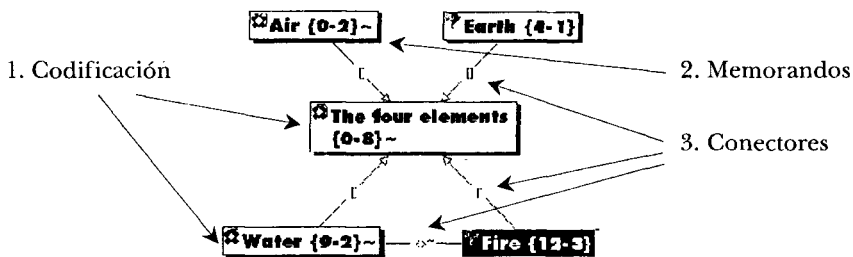 Air {0-2}~
Earth {4-1}
1. Codificación
2. Memorandos
[
[]
The four elements
{0-8}~
3. Conectores
[
Water {9-2}~
Fire {12-3}